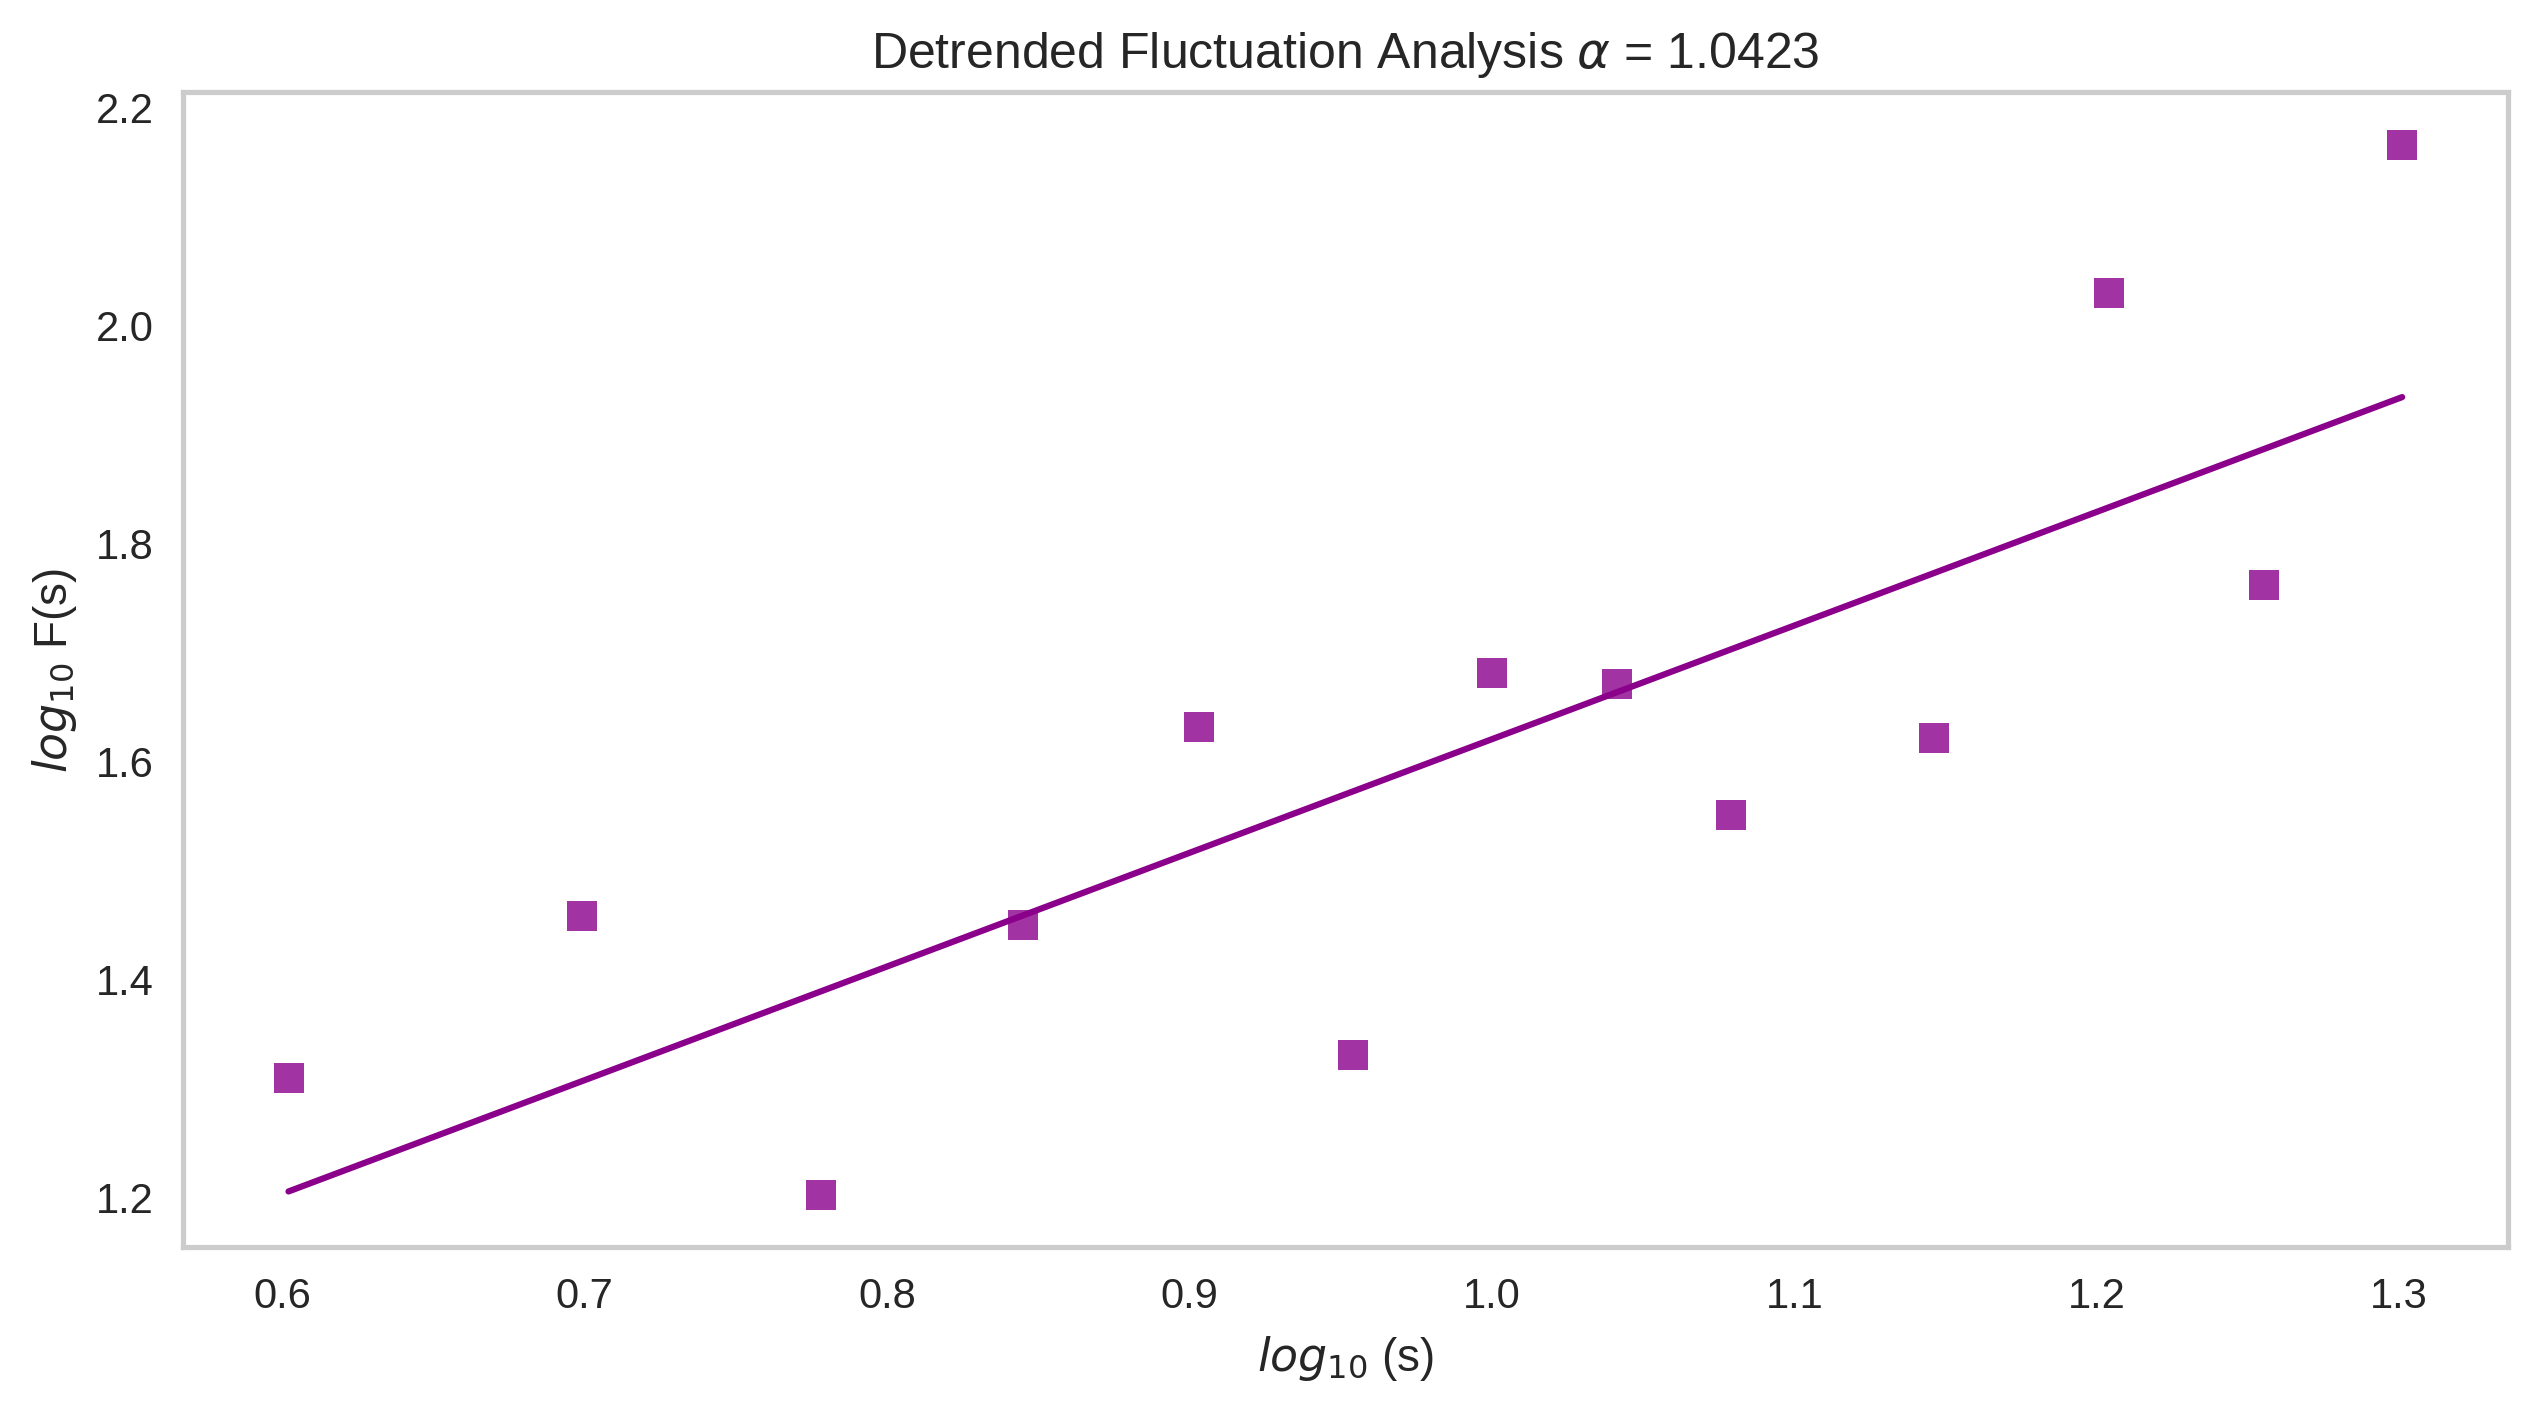 Detrended Fluctuation Analysis α = 1.0423
2.2
2.0
1.8
1.6
1.4
1.2
log₁₀ F(s)
0.6 0.7 0.8 0.9 1.0 1.1 1.2 1.3
log₁₀ (s)